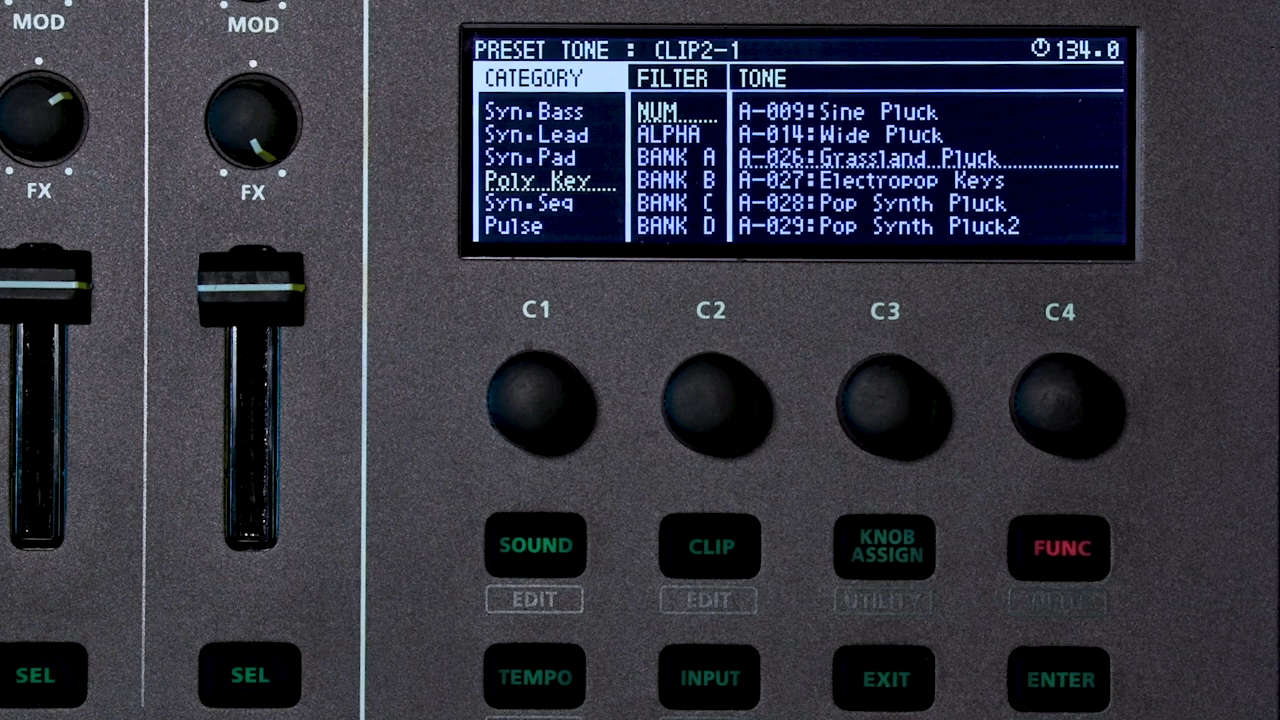 MOD
MOD
FX
FX
PRESET TONE : CLIP2-1 134.0
CATEGORY FILTER TONE
Syn.Bass NUM A-009:Sine Pluck
Syn.Lead ALPHA A-014:Wide Pluck
Syn.Pad BANK A A-026:Grassland Pluck
Poly Key BANK B A-027:Electropop Keys
Syn.Seq BANK C A-028:Pop Synth Pluck
Pulse BANK D A-029:Pop Synth Pluck2
C1 C2 C3 C4
SOUND CLIP KNOB ASSIGN FUNC
EDIT EDIT UTILITY
SEL SEL TEMPO INPUT EXIT ENTER